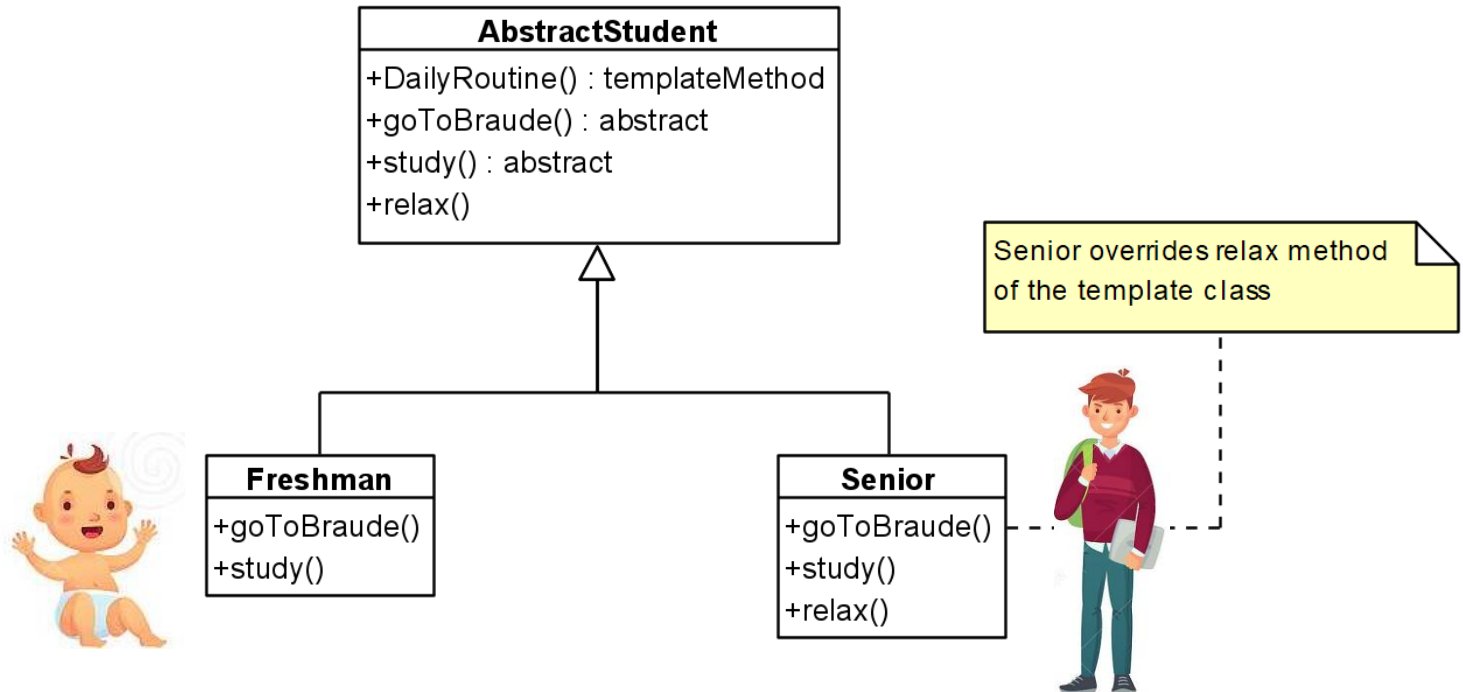 AbstractStudent
+DailyRoutine() : templateMethod
+goToBraude() : abstract
+study() : abstract
+relax()
Senior overrides relax method
of the template class
Freshman
+goToBraude()
+study()
Senior
+goToBraude()
+study()
+relax()